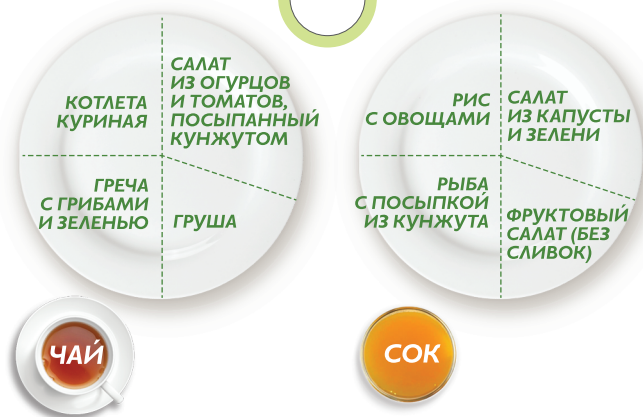 КОТЛЕТА
КУРИНАЯ
САЛАТ
ИЗ ОГУРЦОВ
И ТОМАТОВ,
ПОСЫПАННЫЙ
КУНЖУТОМ
ГРЕЧА
С ГРИБАМИ
И ЗЕЛЕНЬЮ
ГРУША
ЧАЙ
РИС
С ОВОЩАМИ
САЛАТ
ИЗ КАПУСТЫ
И ЗЕЛЕНИ
РЫБА
С ПОСЫПКОЙ
ИЗ КУНЖУТА
ФРУКТОВЫЙ
САЛАТ (БЕЗ
СЛИВОК)
СОК